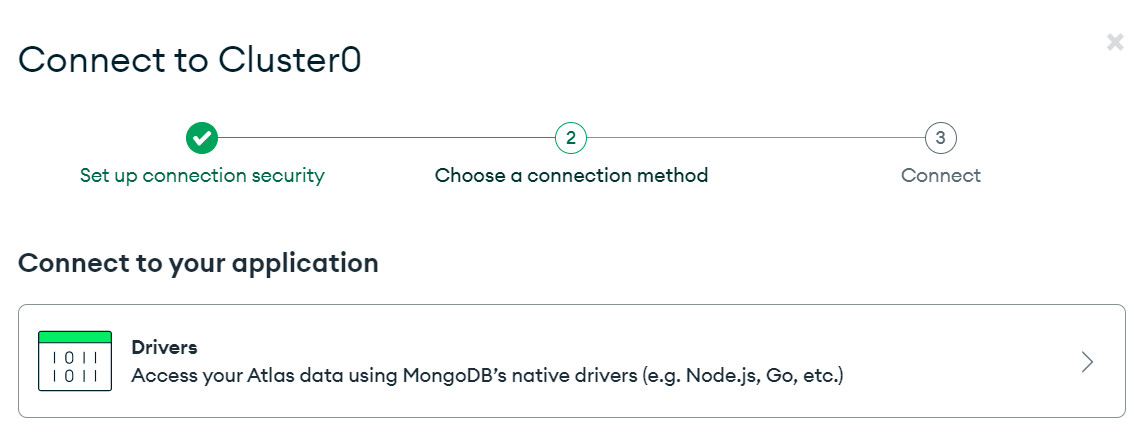 Connect to Cluster0
2
3
Set up connection security
Choose a connection method
Connect
Connect to your application
Drivers
1011
1011
Access your Atlas data using MongoDB's native drivers (e.g. Node.js, Go, etc.)